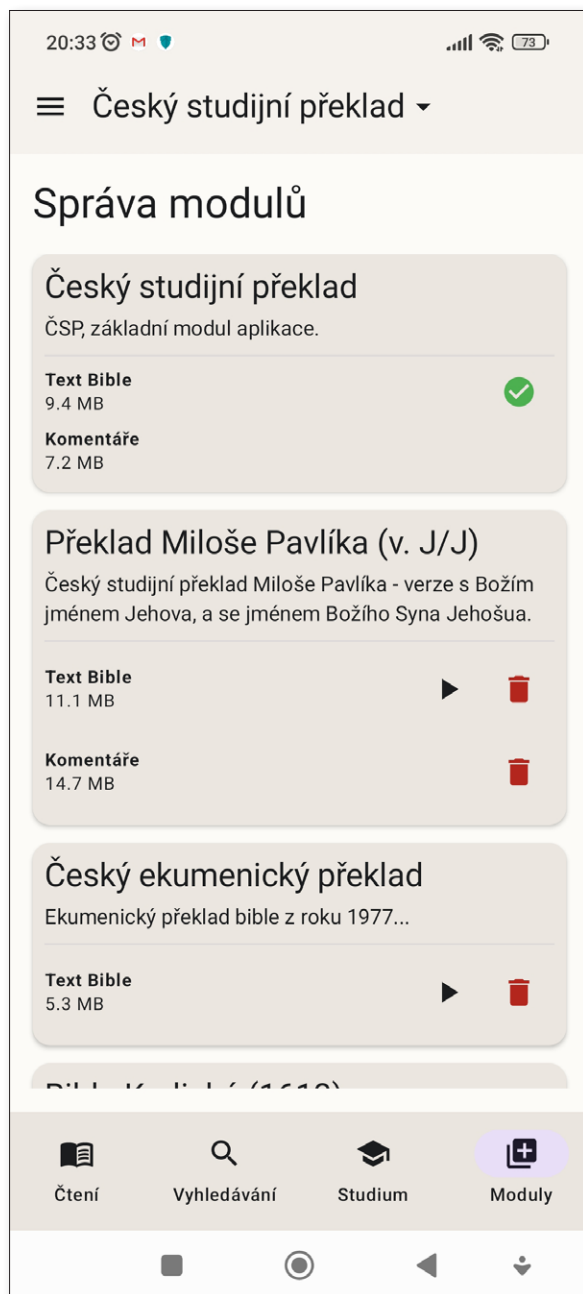 20:33
73
Český studijní překlad
Správa modulů
Český studijní překlad
ČSP, základní modul aplikace.
Text Bible
9.4 MB
Komentáře
7.2 MB
Překlad Miloše Pavlíka (v. J/J)
Český studijní překlad Miloše Pavlíka - verze s Božím
jménem Jehova, a se jménem Božího Syna Jehošua.
Text Bible
11.1 MB
Komentáře
14.7 MB
Český ekumenický překlad
Ekumenický překlad bible z roku 1977...
Text Bible
5.3 MB
Čtení
Vyhledávání
Studium
Moduly